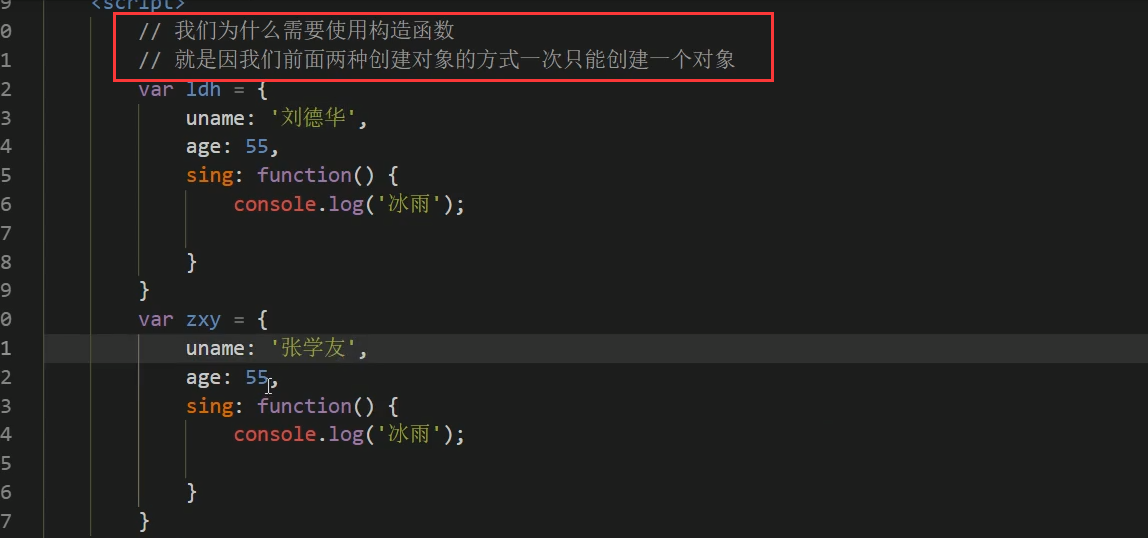 9 <script>
0 // 我们为什么需要使用构造函数
1 // 就是因我们前面两种创建对象的方式一次只能创建一个对象
2 var ldh = {
3 uname: '刘德华',
4 age: 55,
5 sing: function() {
6 console.log('冰雨');
7
8 }
9 }
0 var zxy = {
1 uname: '张学友',
2 age: 55,
3 sing: function() {
4 console.log('冰雨');
5
6 }
7 }